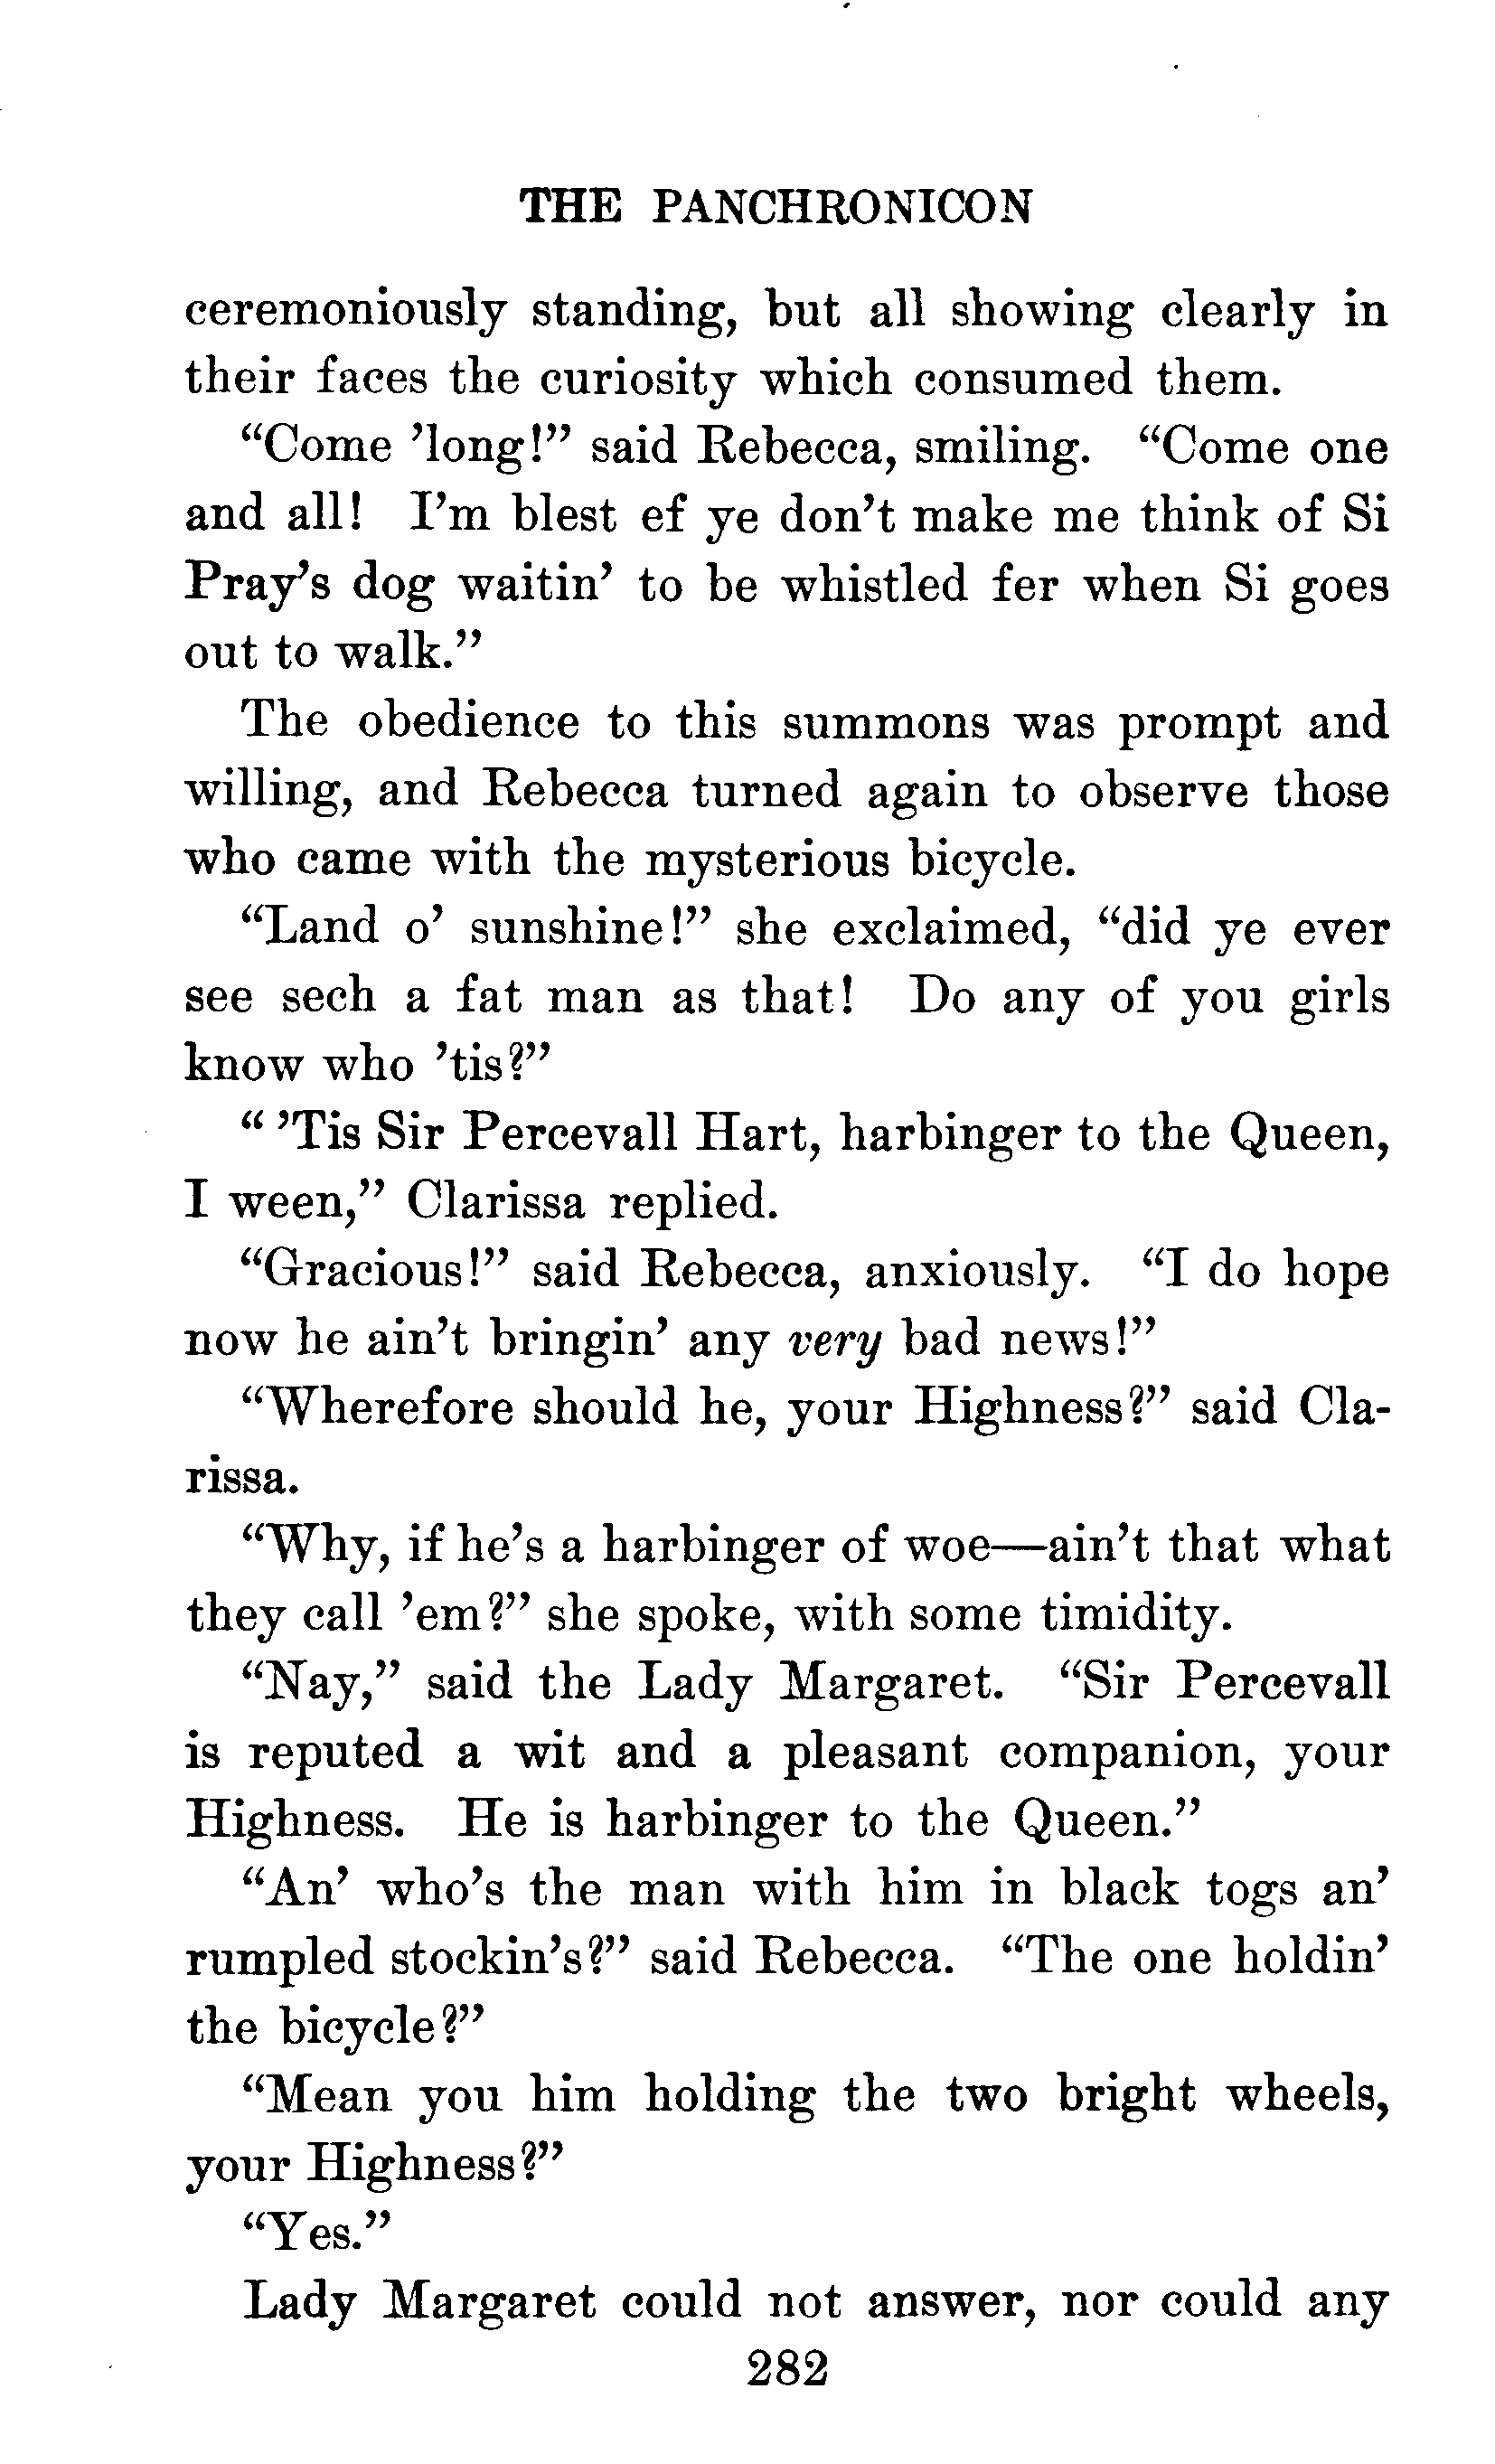 THE PANCHRONICON
ceremoniously standing, but all showing clearly in
their faces the curiosity which consumed them.
“Come ’long!” said Rebecca, smiling. “Come one
and all! I’m blest ef ye don’t make me think of Si
Pray’s dog waitin’ to be whistled fer when Si goes
out to walk.”
The obedience to this summons was prompt and
willing, and Rebecca turned again to observe those
who came with the mysterious bicycle.
“Land o’ sunshine!” she exclaimed, “did ye ever
see sech a fat man as that! Do any of you girls
know who ’tis?”
“ ’Tis Sir Percevall Hart, harbinger to the Queen,
I ween,” Clarissa replied.
“Gracious!” said Rebecca, anxiously. “I do hope
now he ain’t bringin’ any very bad news!”
“Wherefore should he, your Highness?” said Cla-
rissa.
“Why, if he’s a harbinger of woe—ain’t that what
they call ’em?” she spoke, with some timidity.
“Nay,” said the Lady Margaret. “Sir Percevall
is reputed a wit and a pleasant companion, your
Highness. He is harbinger to the Queen.”
“An’ who’s the man with him in black togs an’
rumpled stockin’s?” said Rebecca. “The one holdin’
the bicycle?”
“Mean you him holding the two bright wheels,
your Highness?”
“Yes.”
Lady Margaret could not answer, nor could any
282